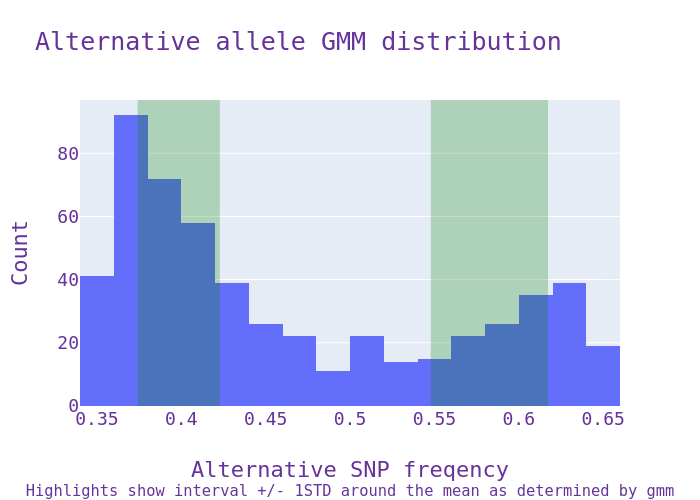 Alternative allele GMM distribution
Count
80
60
40
20
0
0.35 0.4 0.45 0.5 0.55 0.6 0.65
Alternative SNP freqency
Highlights show interval +/- 1STD around the mean as determined by gmm